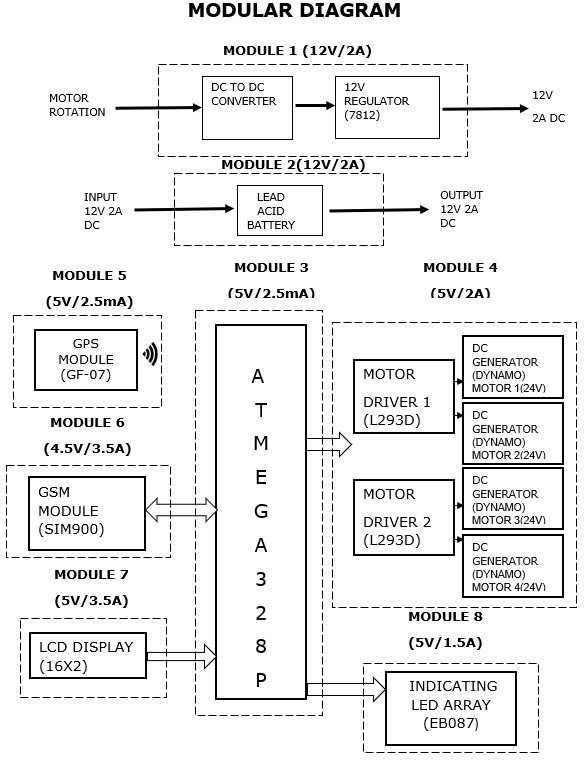 MODULAR DIAGRAM
MODULE 1 (12V/2A)
MOTOR
ROTATION
DC TO DC
CONVERTER
12V
REGULATOR
(7812)
12V
2A DC
MODULE 2(12V/2A)
INPUT
12V 2A
DC
LEAD
ACID
BATTERY
OUTPUT
12V 2A
DC
MODULE 5
(5V/2.5mA)
GPS
MODULE
(GF-07)
MODULE 6
(4.5V/3.5A)
GSM
MODULE
(SIM900)
MODULE 7
(5V/3.5A)
LCD DISPLAY
(16X2)
MODULE 3
(5V/2.5mA)
A
T
M
E
G
A
3
2
8
P
MODULE 4
(5V/2A)
MOTOR
DRIVER 1
(L293D)
DC
GENERATOR
(DYNAMO)
MOTOR 1(24V)
DC
GENERATOR
(DYNAMO)
MOTOR 2(24V)
MOTOR
DRIVER 2
(L293D)
DC
GENERATOR
(DYNAMO)
MOTOR 3(24V)
DC
GENERATOR
(DYNAMO)
MOTOR 4(24V)
MODULE 8
(5V/1.5A)
INDICATING
LED ARRAY
(EB087)